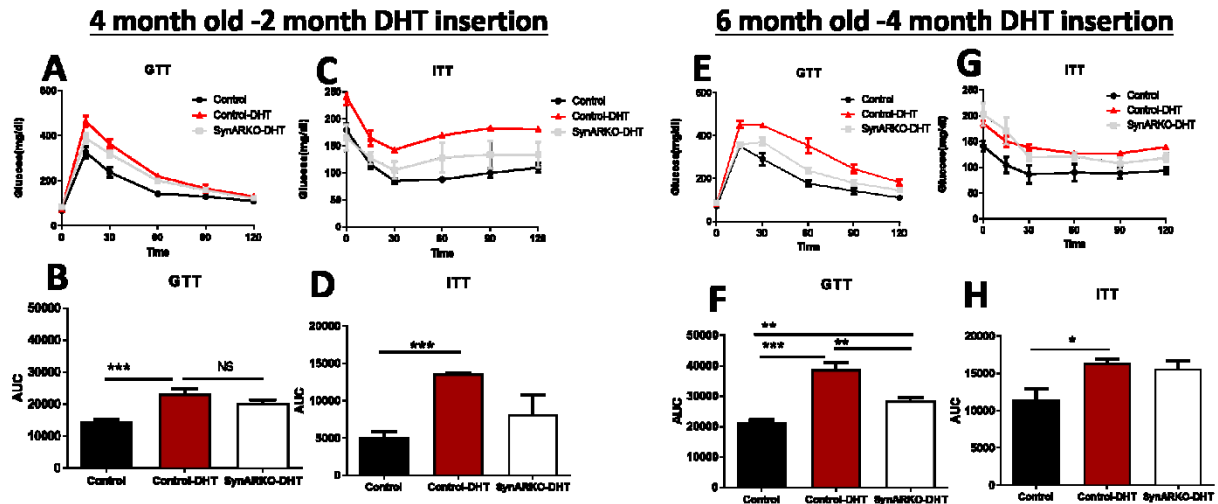 4 month old -2 month DHT insertion
6 month old -4 month DHT insertion
A
GTT
Glucose(mg/dl)
600
400
200
0
0 30 60 90 120
Time
Control
Control-DHT
SynARKO-DHT
C
ITT
Glucose(mg/dl)
250
200
150
100
50
0
0 30 60 90 120
Time
Control
Control-DHT
SynARKO-DHT
E
GTT
Glucose(mg/dl)
600
400
200
0
0 30 60 90 120
Time
Control
Control-DHT
SynARKO-DHT
G
ITT
Glucose(mg/dl)
250
200
150
100
50
0
0 30 60 90 120
Time
Control
Control-DHT
SynARKO-DHT
B
GTT
AUC
50000
40000
30000
20000
10000
0
***
NS
Control Control-DHT SynARKO-DHT
D
ITT
AUC
20000
15000
10000
5000
0
***
Control Control-DHT SynARKO-DHT
F
GTT
AUC
50000
40000
30000
20000
10000
0
**
***
**
Control Control-DHT SynARKO-DHT
H
ITT
AUC
20000
15000
10000
5000
0
*
Control Control-DHT SynARKO-DHT